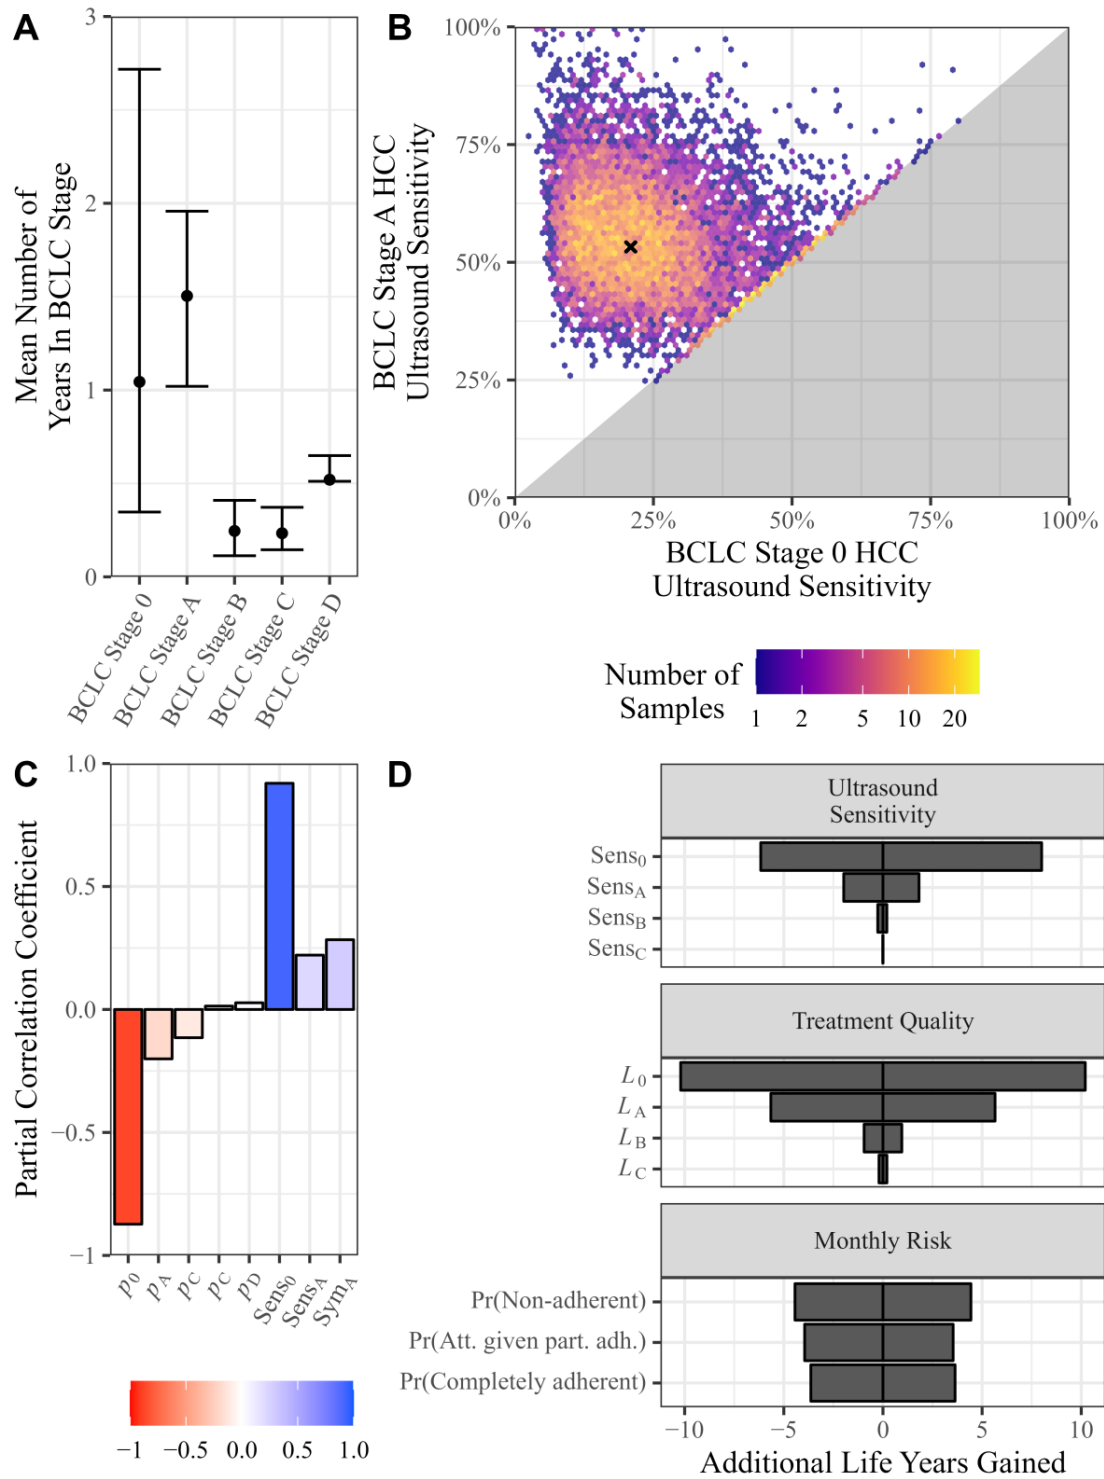 A
3
2
1
0
Mean Number of
Years In BCLC Stage
BCLC Stage 0
BCLC Stage A
BCLC Stage B
BCLC Stage C
BCLC Stage D
B
100%
75%
50%
25%
0%
BCLC Stage A HCC
Ultrasound Sensitivity
0%
25%
50%
75%
100%
BCLC Stage 0 HCC
Ultrasound Sensitivity
Number of
Samples
1 2 5 10 20
C
1.0
0.5
0.0
−0.5
−1
Partial Correlation Coefficient
p0
pA
pC
pC
pD
Sens0
SensA
SymA
−1 −0.5 0.0 0.5 1.0
D
Ultrasound
Sensitivity
Sens0
SensA
SensB
SensC
Treatment Quality
L0
LA
LB
LC
Monthly Risk
Pr(Non-adherent)
Pr(Att. given part. adh.)
Pr(Completely adherent)
−10 −5 0 5 10
Additional Life Years Gained